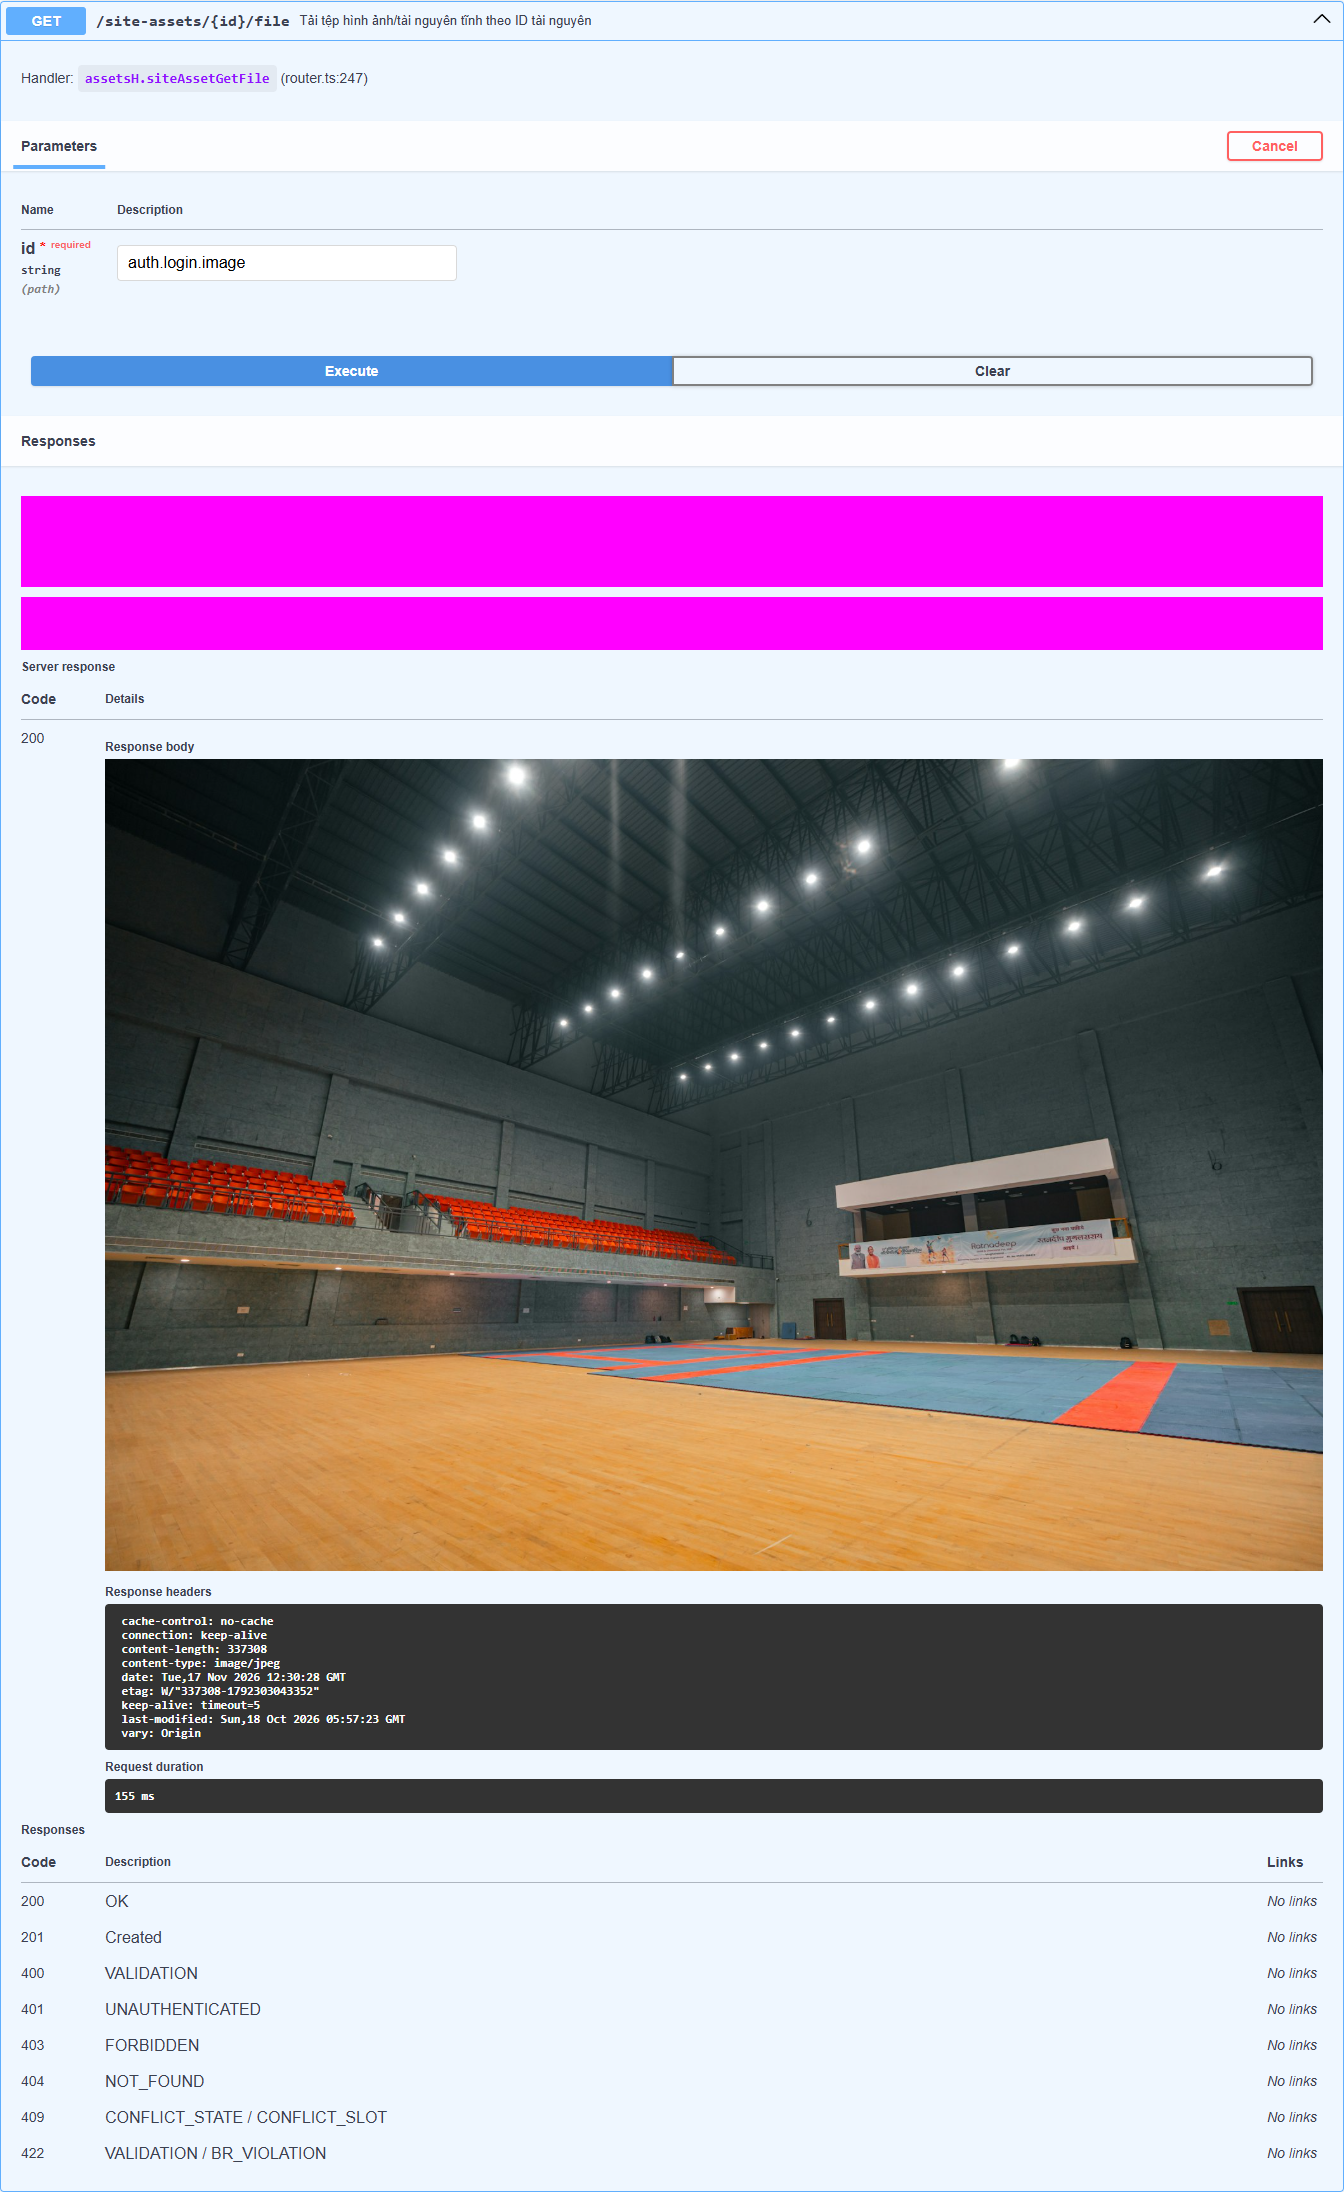 GET /site-assets/{id}/file Tải tệp hình ảnh/tài nguyên tĩnh theo ID tài nguyên
Handler: assetsH.siteAssetGetFile (router.ts:247)
Parameters
Cancel
Name Description
id * required
string
(path)
auth.login.image
Execute
Clear
Responses
Server response
Code Details
200
Response body
Ratnadeep
Response headers
cache-control: no-cache
connection: keep-alive
content-length: 337308
content-type: image/jpeg
date: Tue,17 Nov 2026 12:30:28 GMT
etag: W/"337308-1792303043352"
keep-alive: timeout=5
last-modified: Sun,18 Oct 2026 05:57:23 GMT
vary: Origin
Request duration
155 ms
Responses
Code Description Links
200 OK No links
201 Created No links
400 VALIDATION No links
401 UNAUTHENTICATED No links
403 FORBIDDEN No links
404 NOT_FOUND No links
409 CONFLICT_STATE / CONFLICT_SLOT No links
422 VALIDATION / BR_VIOLATION No links